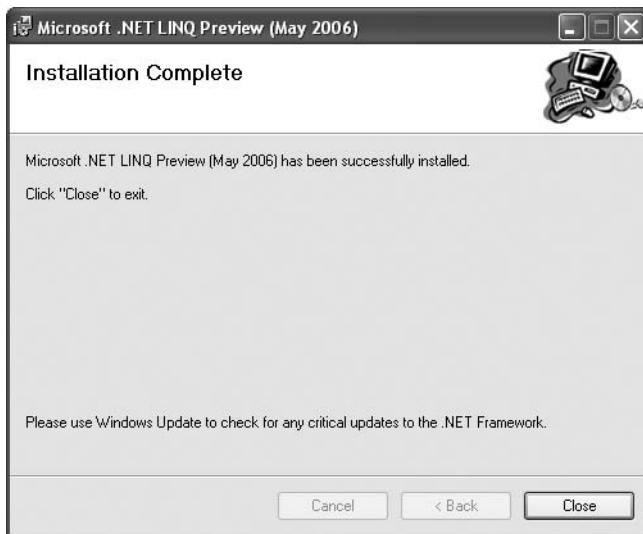 Microsoft .NET LINQ Preview (May 2006)
Installation Complete
Microsoft .NET LINQ Preview (May 2006) has been successfully installed.
Click "Close" to exit.
Please use Windows Update to check for any critical updates to the .NET Framework.
Cancel
< Back
Close